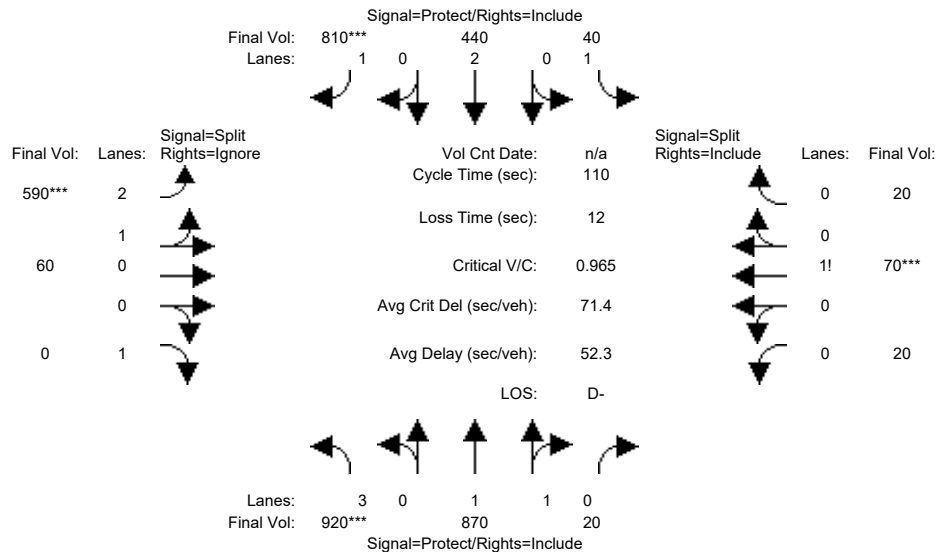 Signal=Protect/Rights=Include
Final Vol: 810*** 440 40
Lanes: 1 0 2 0 1
Signal=Split
Final Vol: Lanes: Rights=Ignore
Vol Cnt Date: n/a
Signal=Split
Rights=Include Lanes: Final Vol:
Cycle Time (sec): 110
590*** 2
0 20
Loss Time (sec): 12
1
0
60 0
Critical V/C: 0.965
1! 70***
0
Avg Crit Del (sec/veh): 71.4
0
0 1
Avg Delay (sec/veh): 52.3
0 20
LOS: D-
Lanes: 3 0 1 1 0
Final Vol: 920*** 870 20
Signal=Protect/Rights=Include